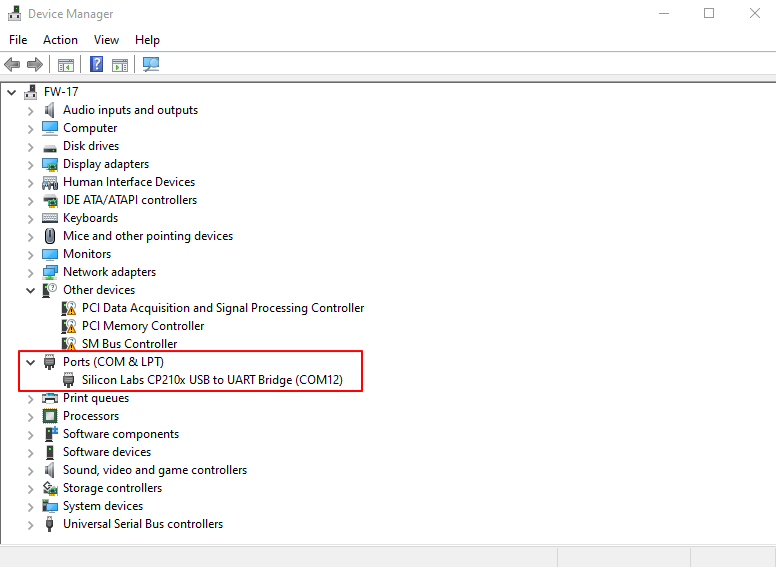 Device Manager
File Action View Help
FW-17
Audio inputs and outputs
Computer
Disk drives
Display adapters
Human Interface Devices
IDE ATA/ATAPI controllers
Keyboards
Mice and other pointing devices
Monitors
Network adapters
Other devices
PCI Data Acquisition and Signal Processing Controller
PCI Memory Controller
SM Bus Controller
Ports (COM & LPT)
Silicon Labs CP210x USB to UART Bridge (COM12)
Print queues
Processors
Software components
Software devices
Sound, video and game controllers
Storage controllers
System devices
Universal Serial Bus controllers